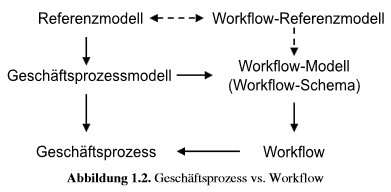 Referenzmodell Workflow-Referenzmodell
Geschäftsprozessmodell Workflow-Modell
(Workflow-Schema)
Geschäftsprozess Workflow
Abbildung 1.2. Geschäftsprozess vs. Workflow